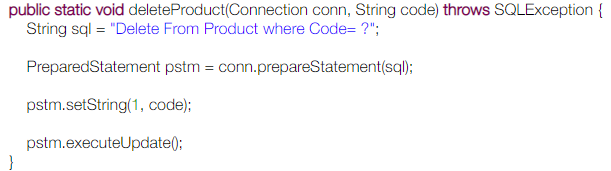 public static void deleteProduct(Connection conn, String code) throws SQLException {
String sql = "Delete From Product where Code= ?";
PreparedStatement pstm = conn.prepareStatement(sql);
pstm.setString(1, code);
pstm.executeUpdate();
}